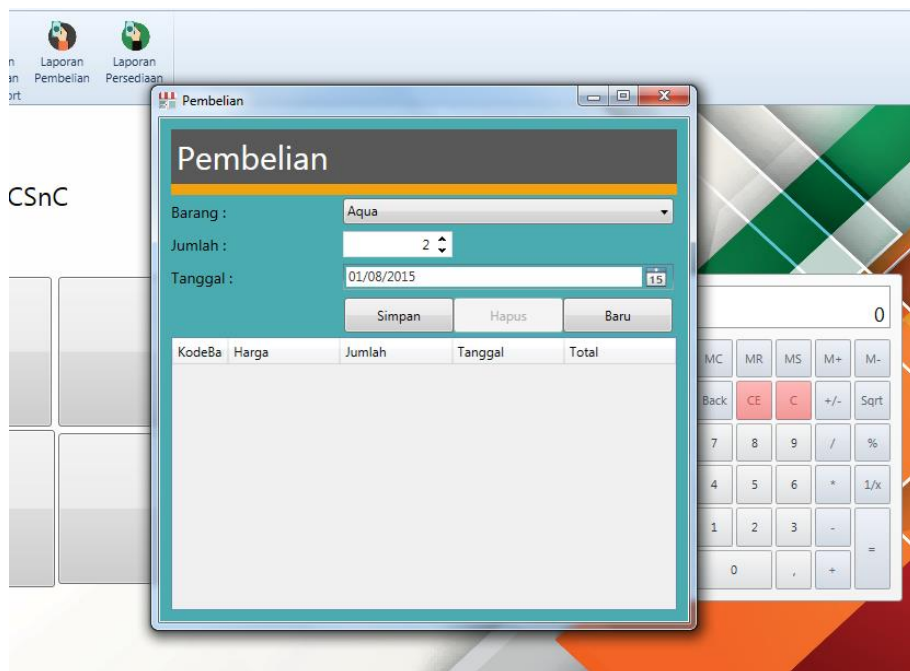 n Laporan Laporan
an Pembelian Persediaan
ort
Pembelian
Pembelian
CSnC
Barang : Aqua
Jumlah : 2
Tanggal : 01/08/2015 15
Simpan Hapus Baru
KodeBa Harga Jumlah Tanggal Total
0
MC MR MS M+ M-
Back CE C +/- Sqrt
7 8 9 / %
4 5 6 * 1/x
1 2 3 -
=
0 , +